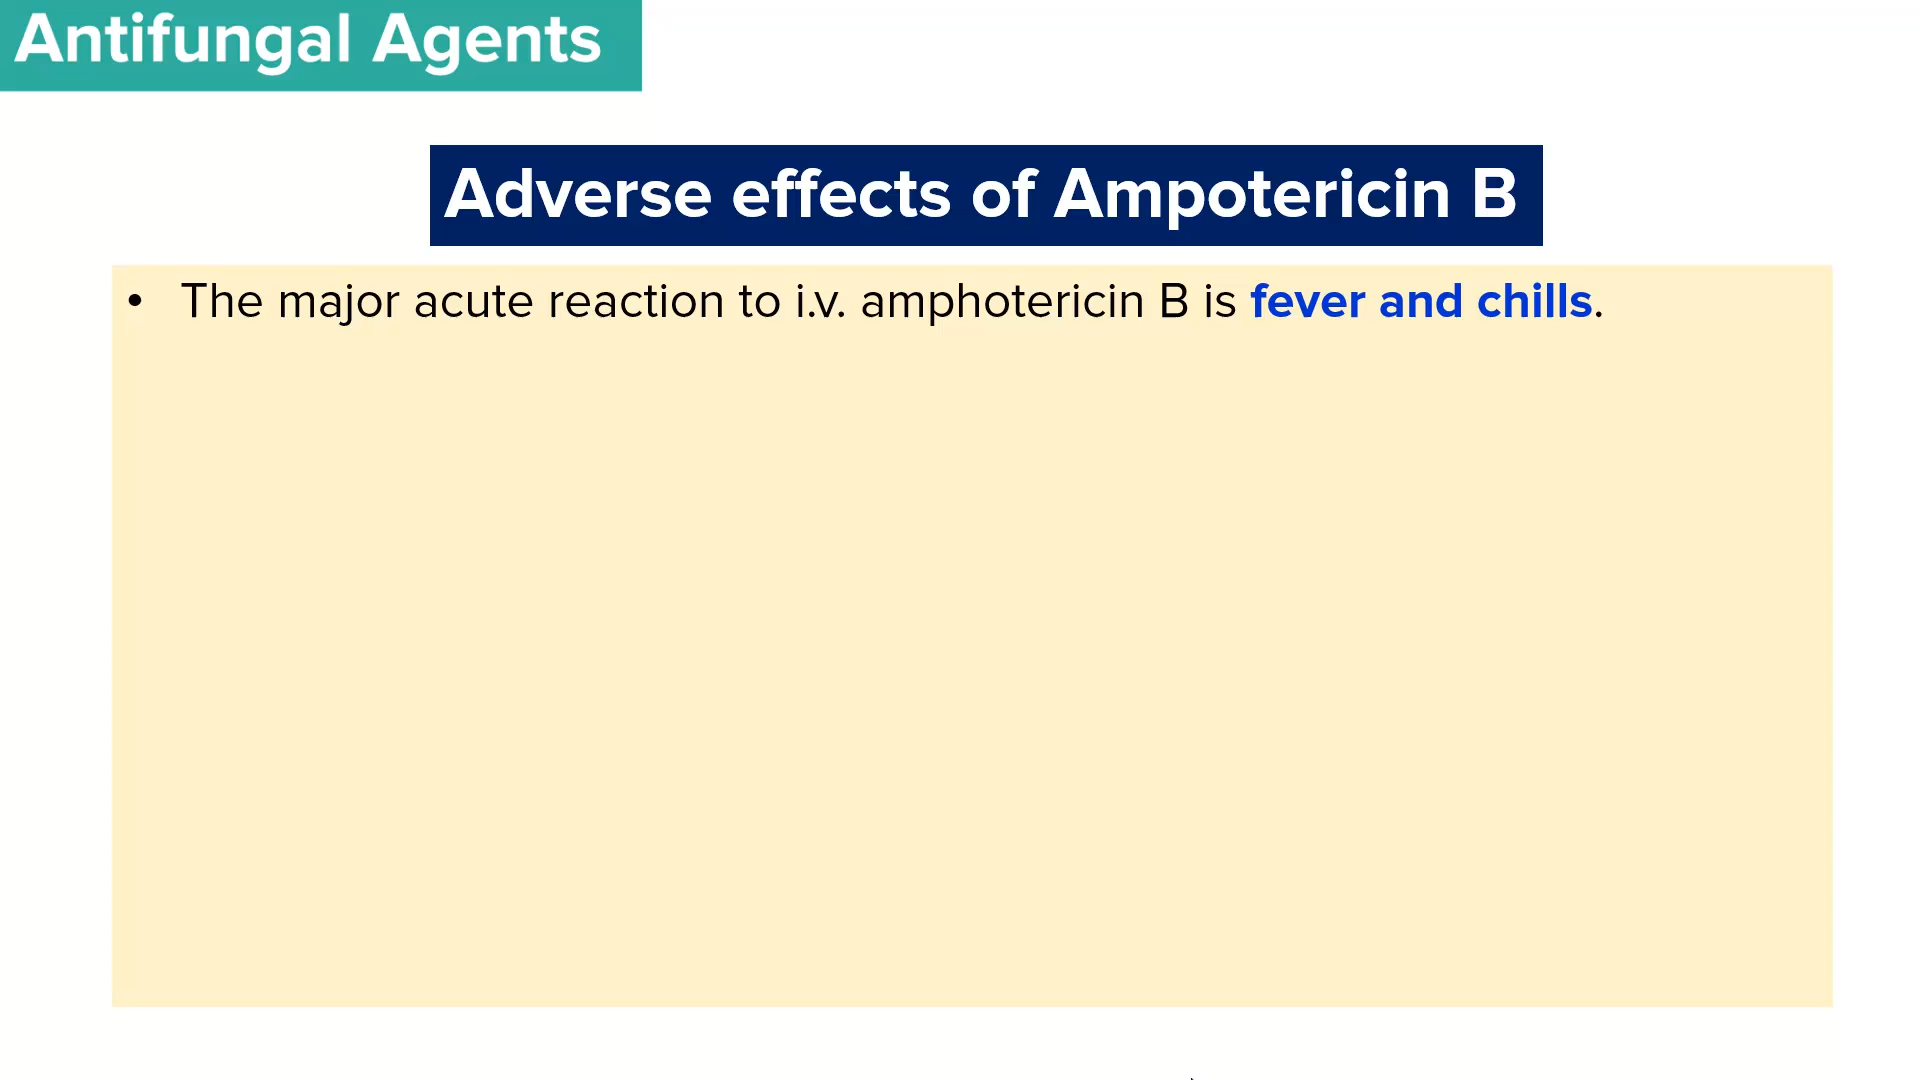 Antifungal Agents
Adverse effects of Ampotericin B
• The major acute reaction to i.v. amphotericin B is fever and chills.